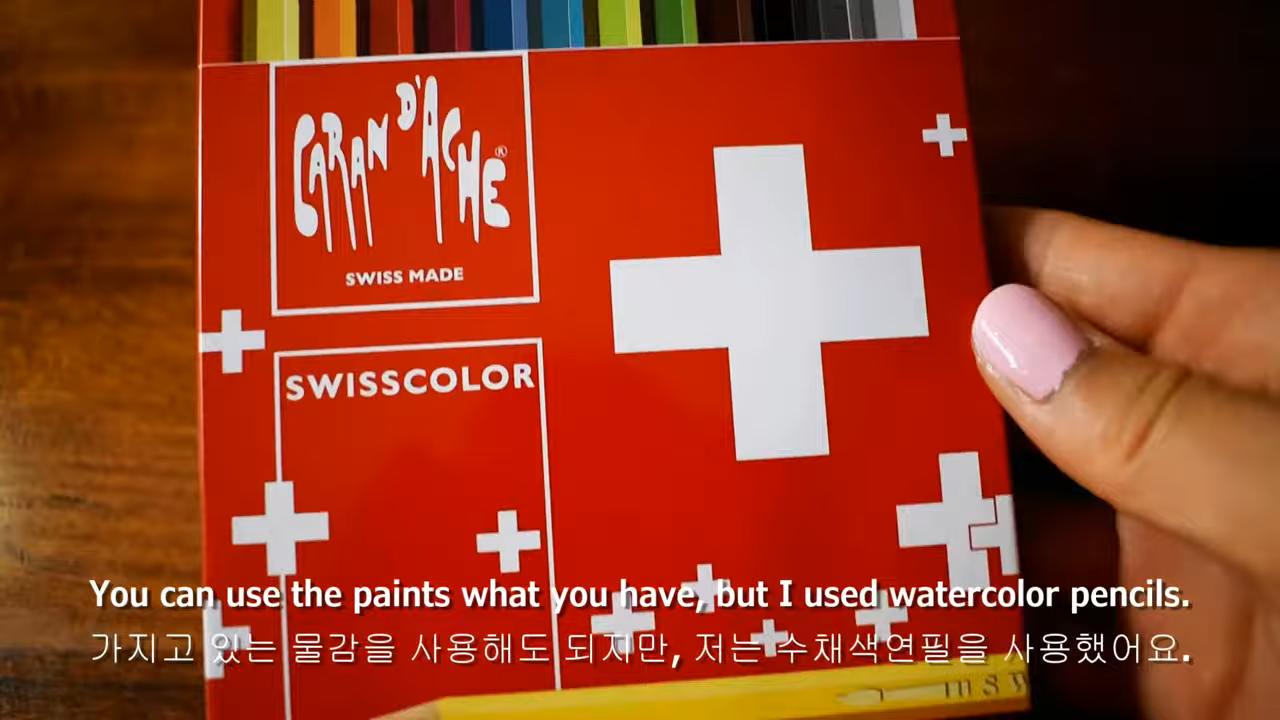 CARAN D'ACHE®
SWISS MADE
SWISSCOLOR
You can use the paints what you have, but I used watercolor pencils.
가지고 있는 물감을 사용해도 되지만, 저는 수채색연필을 사용했어요.